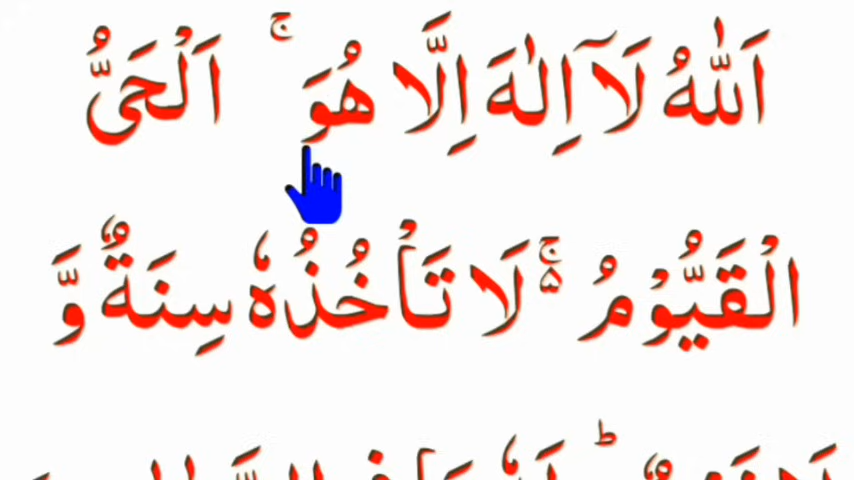 اَللّٰهُ لَاۤ اِلٰهَ اِلَّا هُوَ ۚ اَلْحَیُّ
الْقَیُّوْمُ ۚ۵ لَا تَاْخُذُهٗ سِنَةٌ وَّ